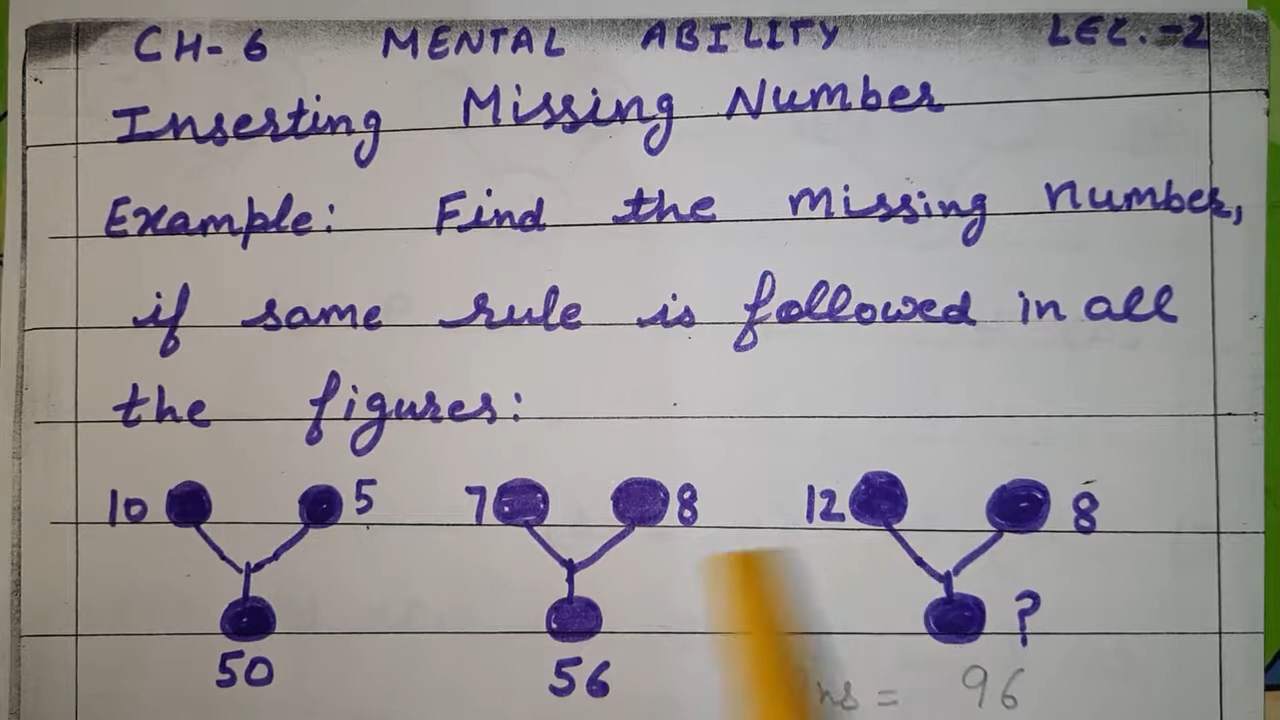 CH-6 MENTAL ABILITY LEC.-2
Inserting Missing Number
Example: Find the missing number,
if same rule is followed in all
the figures:
10 5 7 8 12 8
?
50 56
= 96